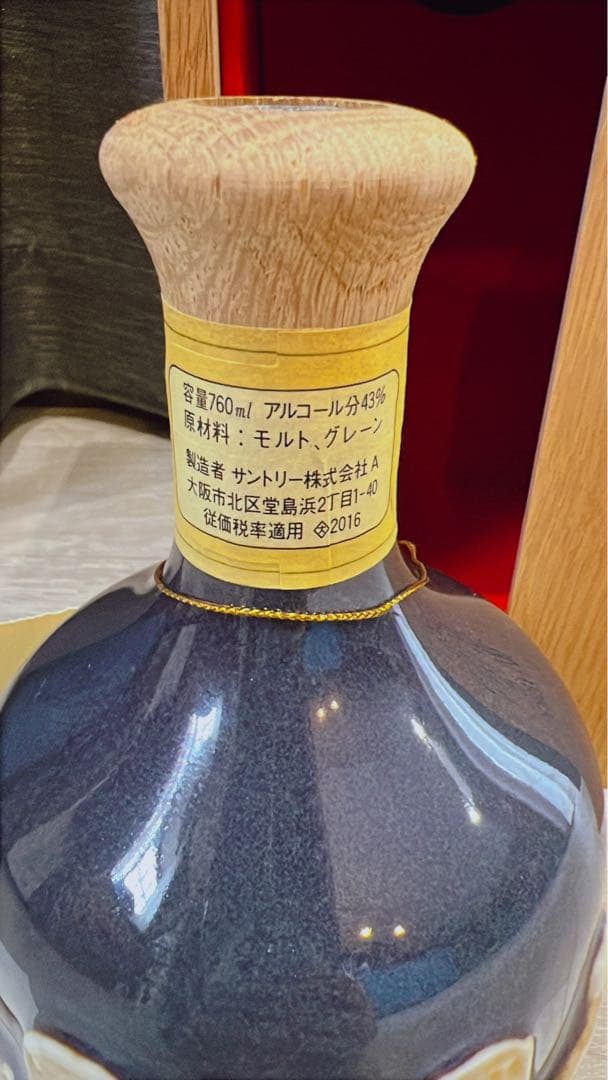 容量760ml アルコール分43%
原材料：モルト、グレーン
製造者 サントリー株式会社A
大阪市北区堂島浜2丁目1-40
従価税率適用 大2016